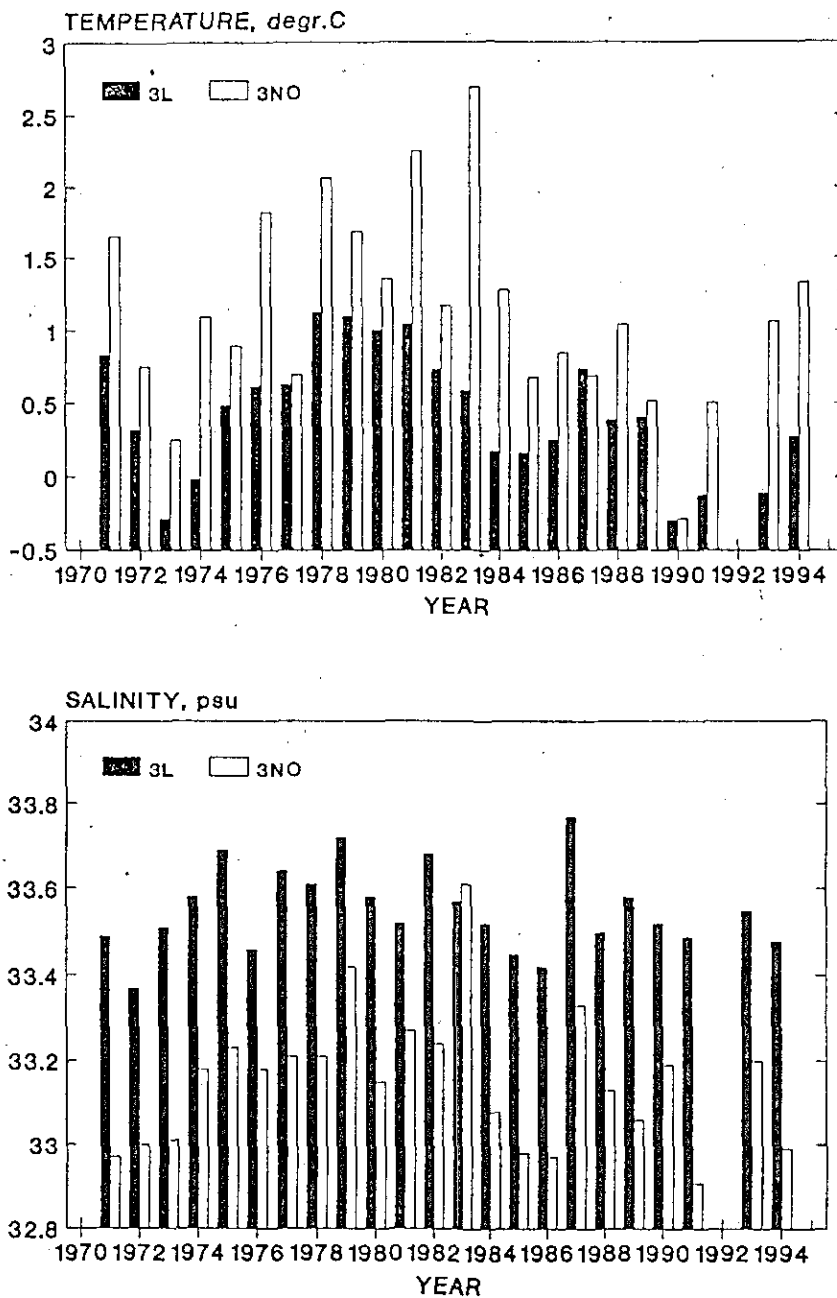 TEMPERATURE, degr.C
3
2.5
2
1.5
1
0.5
0
-0.5
3L 3NO
1970 1972 1974 1976 1978 1980 1982 1984 1986 1988 1990 1992 1994
YEAR
SALINITY, psu
34
33.8
33.6
33.4
33.2
33
32.8
3L 3NO
1970 1972 1974 1976 1978 1980 1982 1984 1986 1988 1990 1992 1994
YEAR